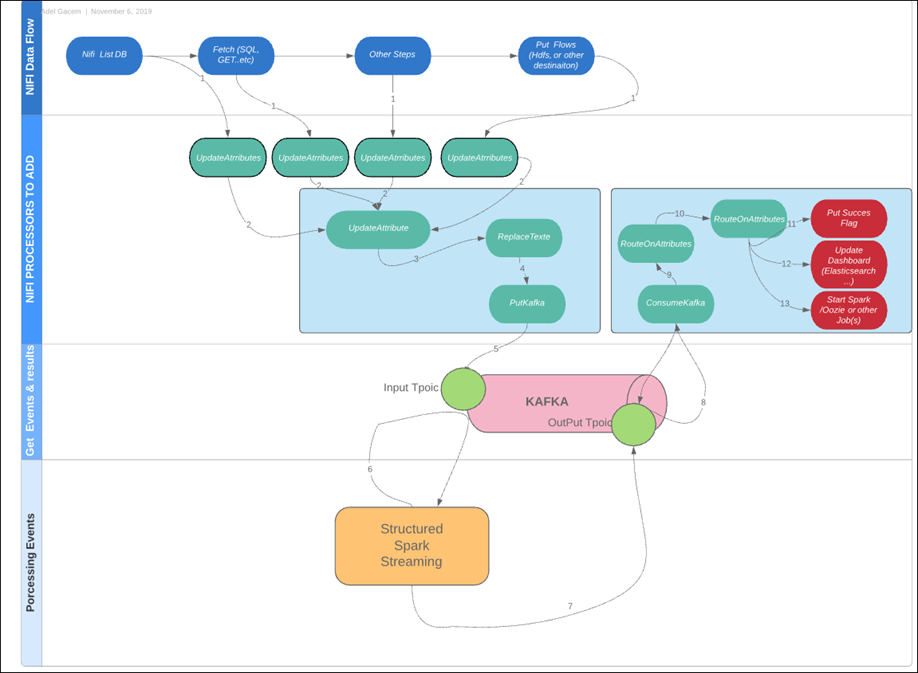 Adel Gacem | November 6, 2019
NIFI Data Flow
Nifi List DB
Fetch (SQL,
GET..etc)
Other Steps
Put Flows
(Hdfs, or other
destinaiton)
1
1
1
1
NIFI PROCESSORS TO ADD
UpdateAtrributes
UpdateAtrributes
UpdateAtrributes
UpdateAtrributes
2
2
2
2
UpdateAttribute
3
ReplaceTexte
4
PutKafka
RouteOnAttributes
10
RouteOnAttributes
9
ConsumeKafka
11
Put Succes
Flag
12
Update
Dashboard
(Elasticsearch
...)
13
Start Spark
/Oozie or other
Job(s)
Get Events & results
5
Input Tpoic
KAFKA
OutPut Tpoic
8
6
Porcessing Events
Structured
Spark
Streaming
7